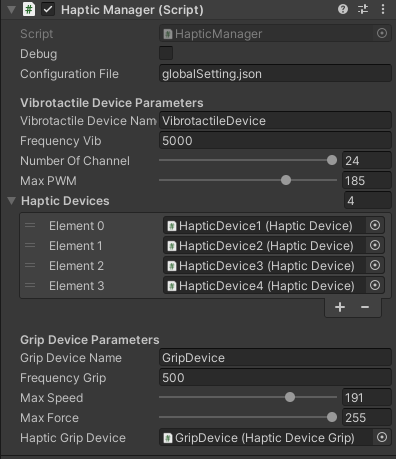 # Haptic Manager (Script)
Script # HapticManager
Debug
Configuration File globalSetting.json
Vibrotactile Device Parameters
Vibrotactile Device Nam VibrotactileDevice
Frequency Vib 5000
Number Of Channel 24
Max PWM 185
Haptic Devices 4
Element 0 # HapticDevice1 (Haptic Device)
Element 1 # HapticDevice2 (Haptic Device)
Element 2 # HapticDevice3 (Haptic Device)
Element 3 # HapticDevice4 (Haptic Device)
+ −
Grip Device Parameters
Grip Device Name GripDevice
Frequency Grip 500
Max Speed 191
Max Force 255
Haptic Grip Device # GripDevice (Haptic Device Grip)